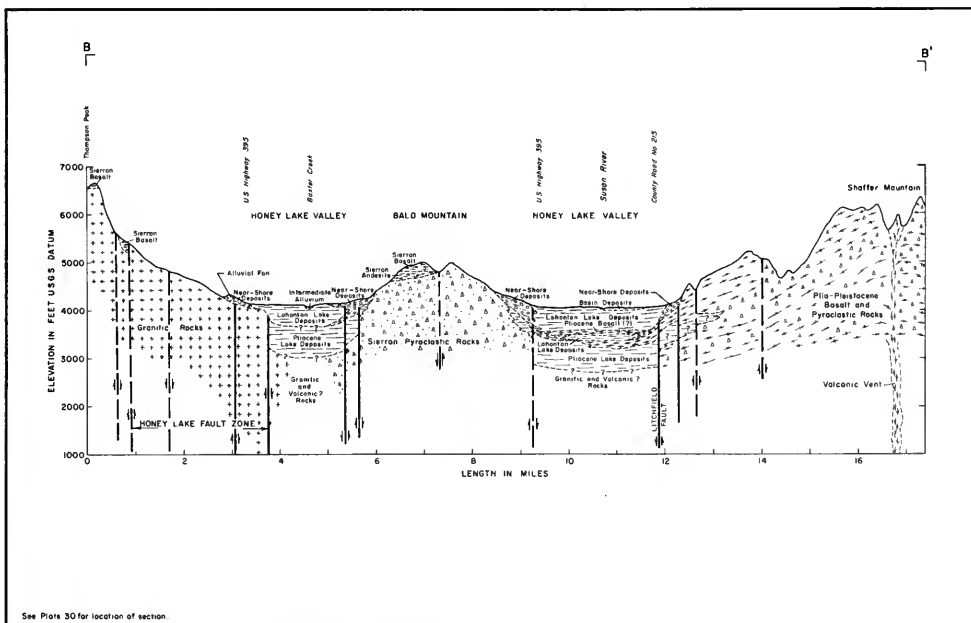 B
B'
Thompson Peak
US Highway 395
Baxter Creek
US Highway 395
Susan River
County Road No 215
7000
6000
5000
4000
3000
2000
1000
ELEVATION IN FEET USGS DATUM
Sierran
Basalt
Sierran
Basalt
HONEY LAKE VALLEY
BALD MOUNTAIN
HONEY LAKE VALLEY
Shaffer Mountain
Alluvial Fan
Near-Shore
Deposits
Intermediate
Alluvium
Near-Shore
Deposits
Lahontan Lake
Deposits
Pliocene
Lake Deposits
Granitic Rocks
Granitic
and
Volcanic?
Rocks
Sierran
Basalt
Sierran
Andesite
Sierran Pyroclastic Rocks
Near-Shore
Deposits
Near-Shore Deposits
Basin Deposits
Lahontan Lake Deposits
Pliocene Basalt (?)
Lahontan
Lake Deposits
Pliocene Lake Deposits
Granitic and Volcanic ?
Rocks
LITCHFIELD
FAULT
Plio-Pleistocene
Basalt and
Pyroclastic Rocks
Volcanic Vent
HONEY LAKE FAULT ZONE
0
2
4
6
8
10
12
14
16
LENGTH IN MILES
See Plate 30 for location of section.